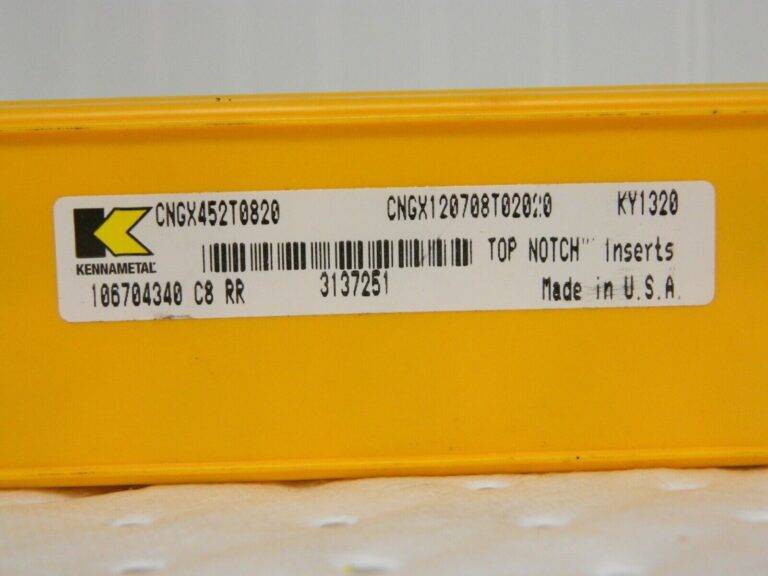 CNGX452T0820 CNGX120708T02020 KY1320
KENNAMETAL TOP NOTCH™ Inserts
106704340 C8 RR 3137251 Made in U.S.A.